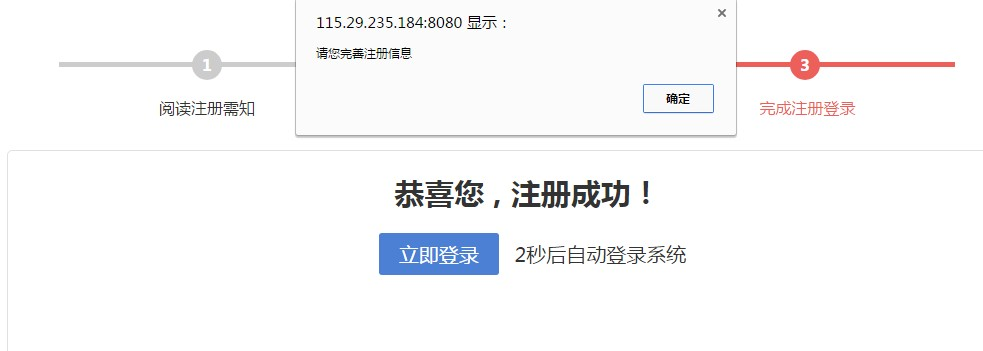 115.29.235.184:8080 显示：
×
请您完善注册信息
确定
1
3
阅读注册需知
完成注册登录
恭喜您，注册成功！
立即登录 2秒后自动登录系统